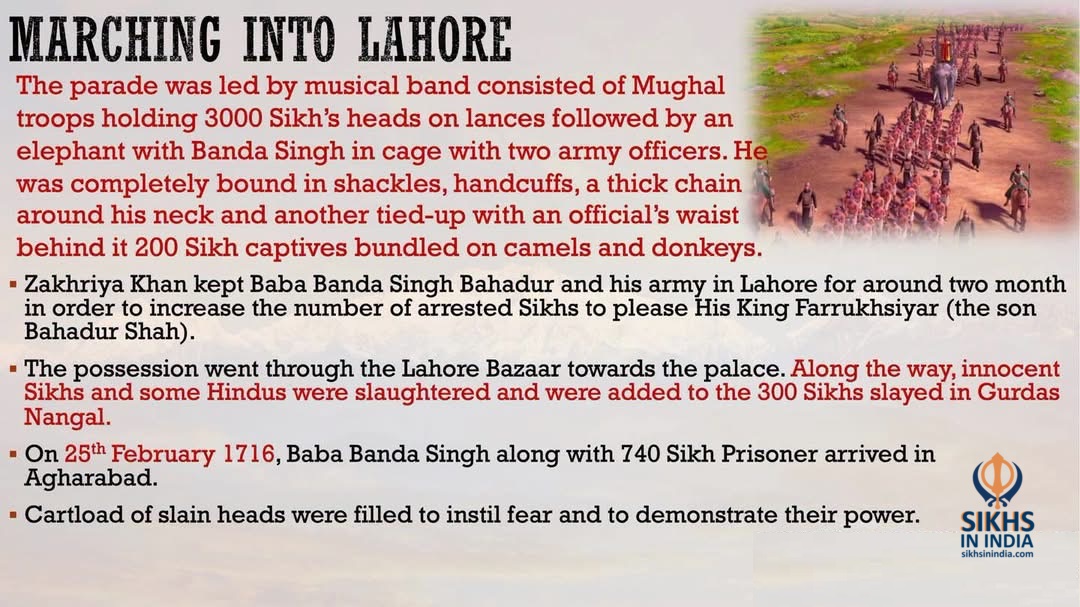 MARCHING INTO LAHORE
The parade was led by musical band consisted of Mughal
troops holding 3000 Sikh's heads on lances followed by an
elephant with Banda Singh in cage with two army officers. He
was completely bound in shackles, handcuffs, a thick chain
around his neck and another tied-up with an official's waist
behind it 200 Sikh captives bundled on camels and donkeys.
▪ Zakhriya Khan kept Baba Banda Singh Bahadur and his army in Lahore for around two month
in order to increase the number of arrested Sikhs to please His King Farrukhsiyar (the son
Bahadur Shah).
▪ The possession went through the Lahore Bazaar towards the palace. Along the way, innocent
Sikhs and some Hindus were slaughtered and were added to the 300 Sikhs slayed in Gurdas
Nangal.
▪ On 25th February 1716, Baba Banda Singh along with 740 Sikh Prisoner arrived in
Agharabad.
▪ Cartload of slain heads were filled to instil fear and to demonstrate their power.
SIKHS
IN INDIA
sikhsinindia.com